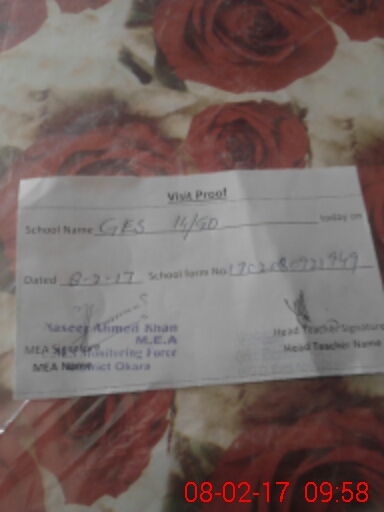 Visit Proof
School Name GES 14/GD today on
Dated 8-2-17 School form No.
Naseer Ahmed Khan
M.E.A
MEA Signature Monitoring Force
MEA Name District Okara
Head Teacher Signature
Head Teacher Name
08-02-17 09:58